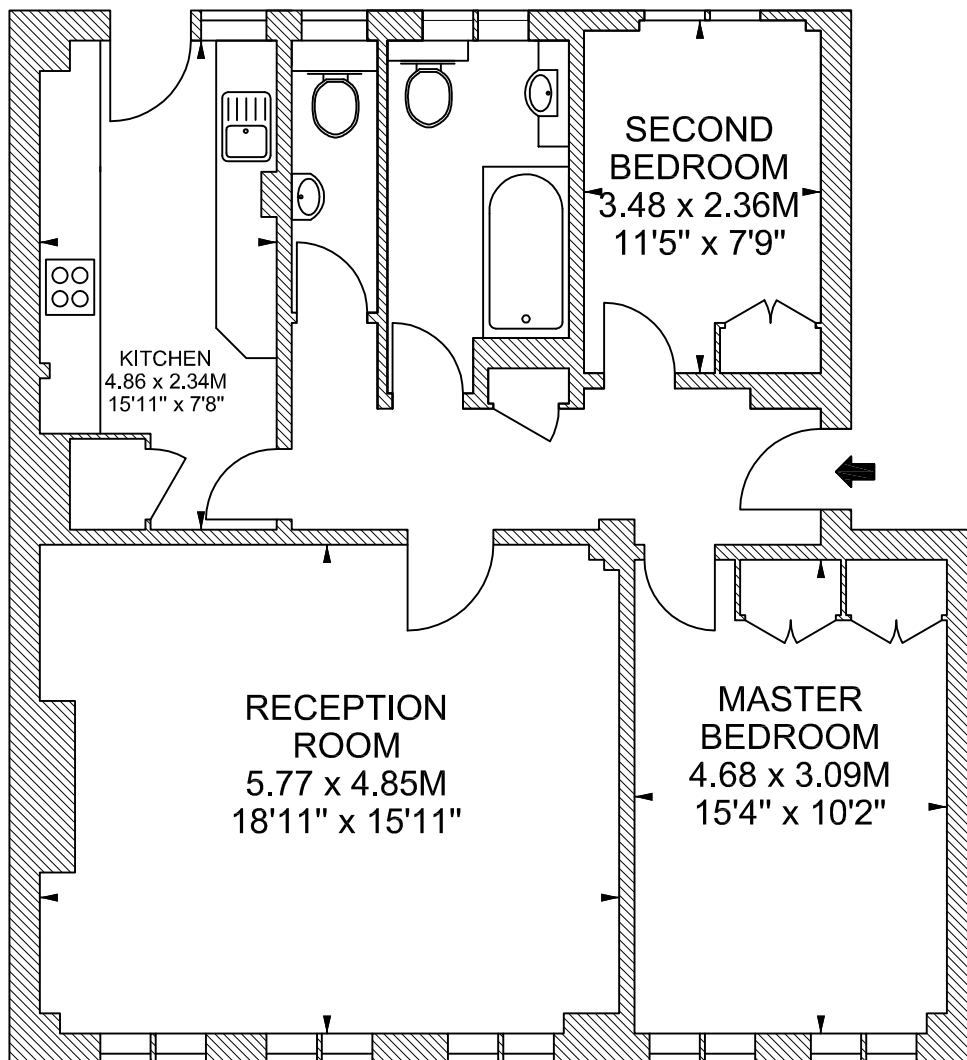 SECOND
BEDROOM
3.48 x 2.36M
11'5" x 7'9"
KITCHEN
4.86 x 2.34M
15'11" x 7'8"
RECEPTION
ROOM
5.77 x 4.85M
18'11" x 15'11"
MASTER
BEDROOM
4.68 x 3.09M
15'4" x 10'2"